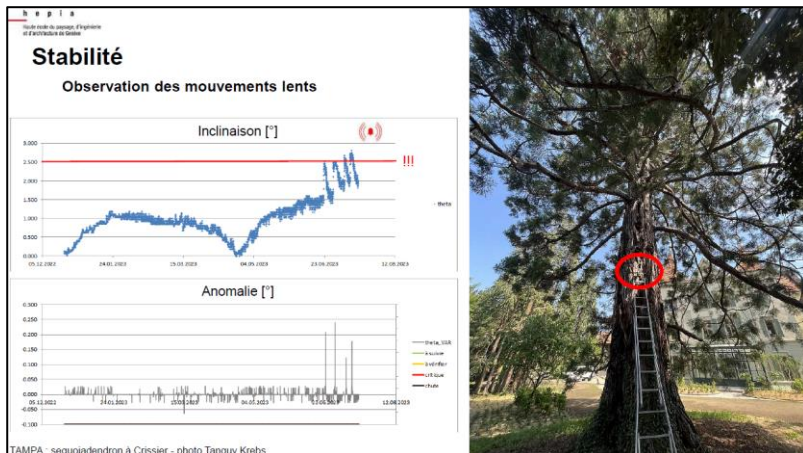 h e p i a
Haute école du paysage, d'ingénierie
et d'architecture de Genève
Stabilité
Observation des mouvements lents
Inclinaison [°]
3.000
2.500
!!!
2.000
1.500
1.000
0.500
0.000
theta
05.12.2022 24.01.2023 15.03.2023 04.05.2023 23.06.2023 12.08.2023
Anomalie [°]
0.300
0.250
0.200
0.150
0.100
0.050
0.000
-0.050
-0.100
05.12.2022 24.01.2023 15.03.2023 04.05.2023 23.06.2023 12.08.2023
à suivre
à vérifier
critique
chute
TAMPA : sequoiadendron à Crissier - photo Tanguy Krebs